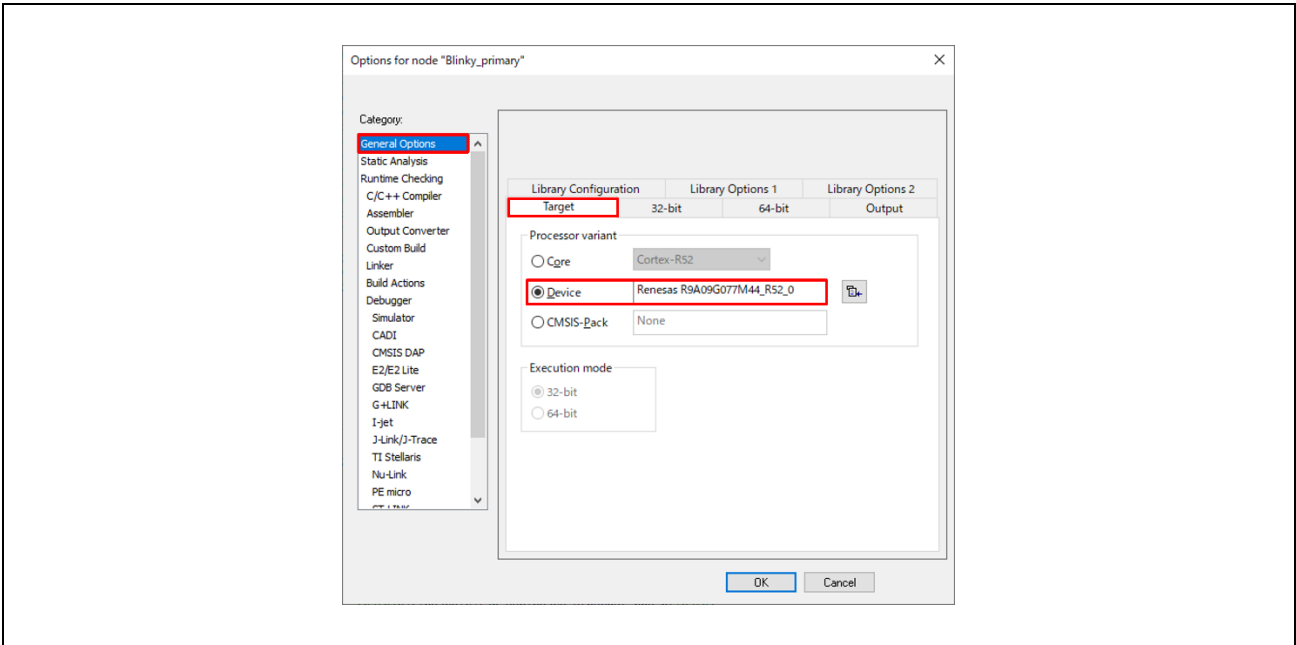 Options for node "Blinky_primary"
Category:
General Options
Static Analysis
Runtime Checking
C/C++ Compiler
Assembler
Output Converter
Custom Build
Linker
Build Actions
Debugger
Simulator
CADI
CMSIS DAP
E2/E2 Lite
GDB Server
G+LINK
I-jet
J-Link/J-Trace
TI Stellaris
Nu-Link
PE micro
Library Configuration Library Options 1 Library Options 2
Target 32-bit 64-bit Output
Processor variant
Core Cortex-R52
Device Renesas R9A09G077M44_R52_0
CMSIS-Pack None
Execution mode
32-bit
64-bit
OK Cancel